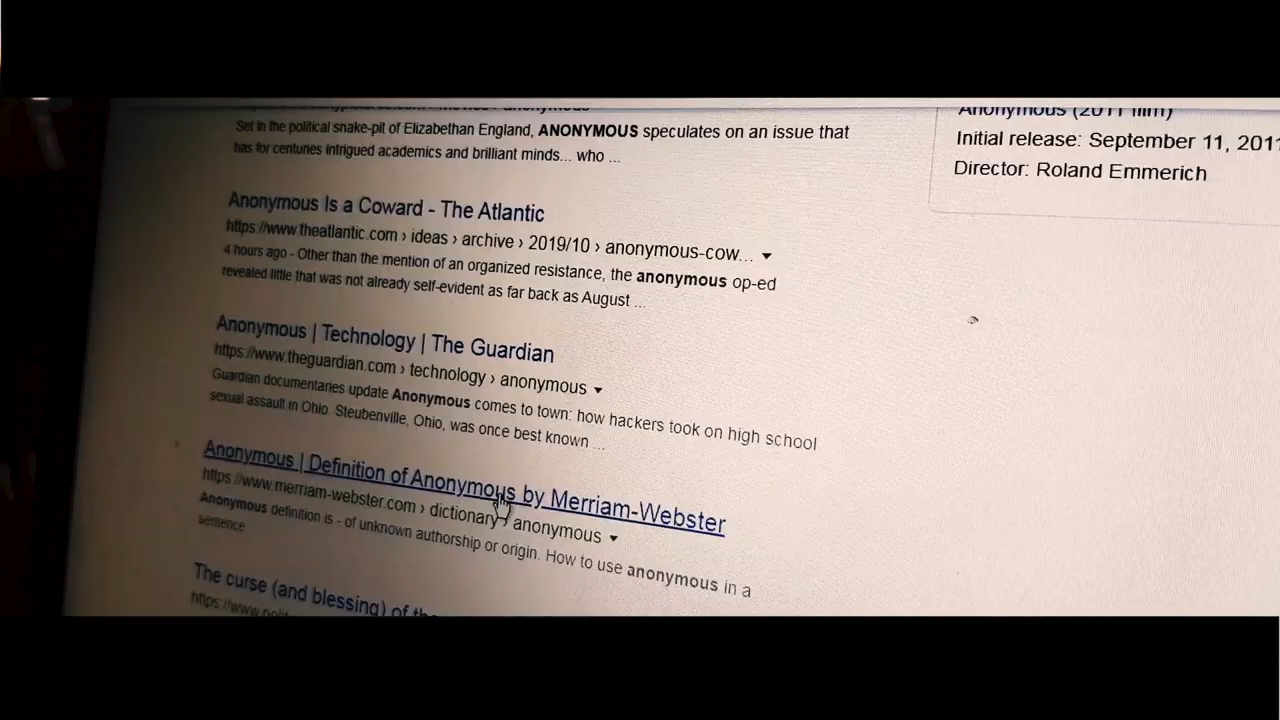 Set in the political snake-pit of Elizabethan England, ANONYMOUS speculates on an issue that
has for centuries intrigued academics and brilliant minds... who ...
Anonymous Is a Coward - The Atlantic
https://www.theatlantic.com › ideas › archive › 2019/10 › anonymous-cow...
4 hours ago - Other than the mention of an organized resistance, the anonymous op-ed
revealed little that was not already self-evident as far back as August ...
Anonymous | Technology | The Guardian
https://www.theguardian.com › technology › anonymous
Guardian documentaries update Anonymous comes to town: how hackers took on high school
sexual assault in Ohio. Steubenville, Ohio, was once best known ...
Anonymous | Definition of Anonymous by Merriam-Webster
https://www.merriam-webster.com › dictionary › anonymous
Anonymous definition is - of unknown authorship or origin. How to use anonymous in a
sentence
The curse (and blessing) of
https://www.
Anonymous (2011 film)
Initial release: September 11, 2011
Director: Roland Emmerich